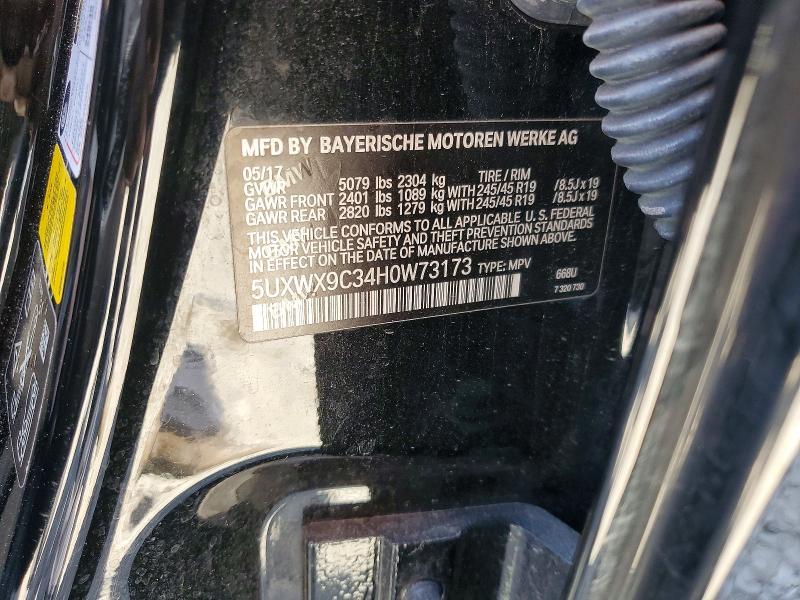 MFD BY BAYERISCHE MOTOREN WERKE AG
05/17
GVWR 5079 lbs 2304 kg TIRE / RIM
GAWR FRONT 2401 lbs 1089 kg WITH 245/45 R19 /8.5J x 19
GAWR REAR 2820 lbs 1279 kg WITH 245/45 R19 /8.5J x 19
THIS VEHICLE CONFORMS TO ALL APPLICABLE U. S. FEDERAL
MOTOR VEHICLE SAFETY AND THEFT PREVENTION STANDARDS
IN EFFECT ON THE DATE OF MANUFACTURE SHOWN ABOVE.
5UXWX9C34H0W73173 TYPE: MPV 668U
7 320 730